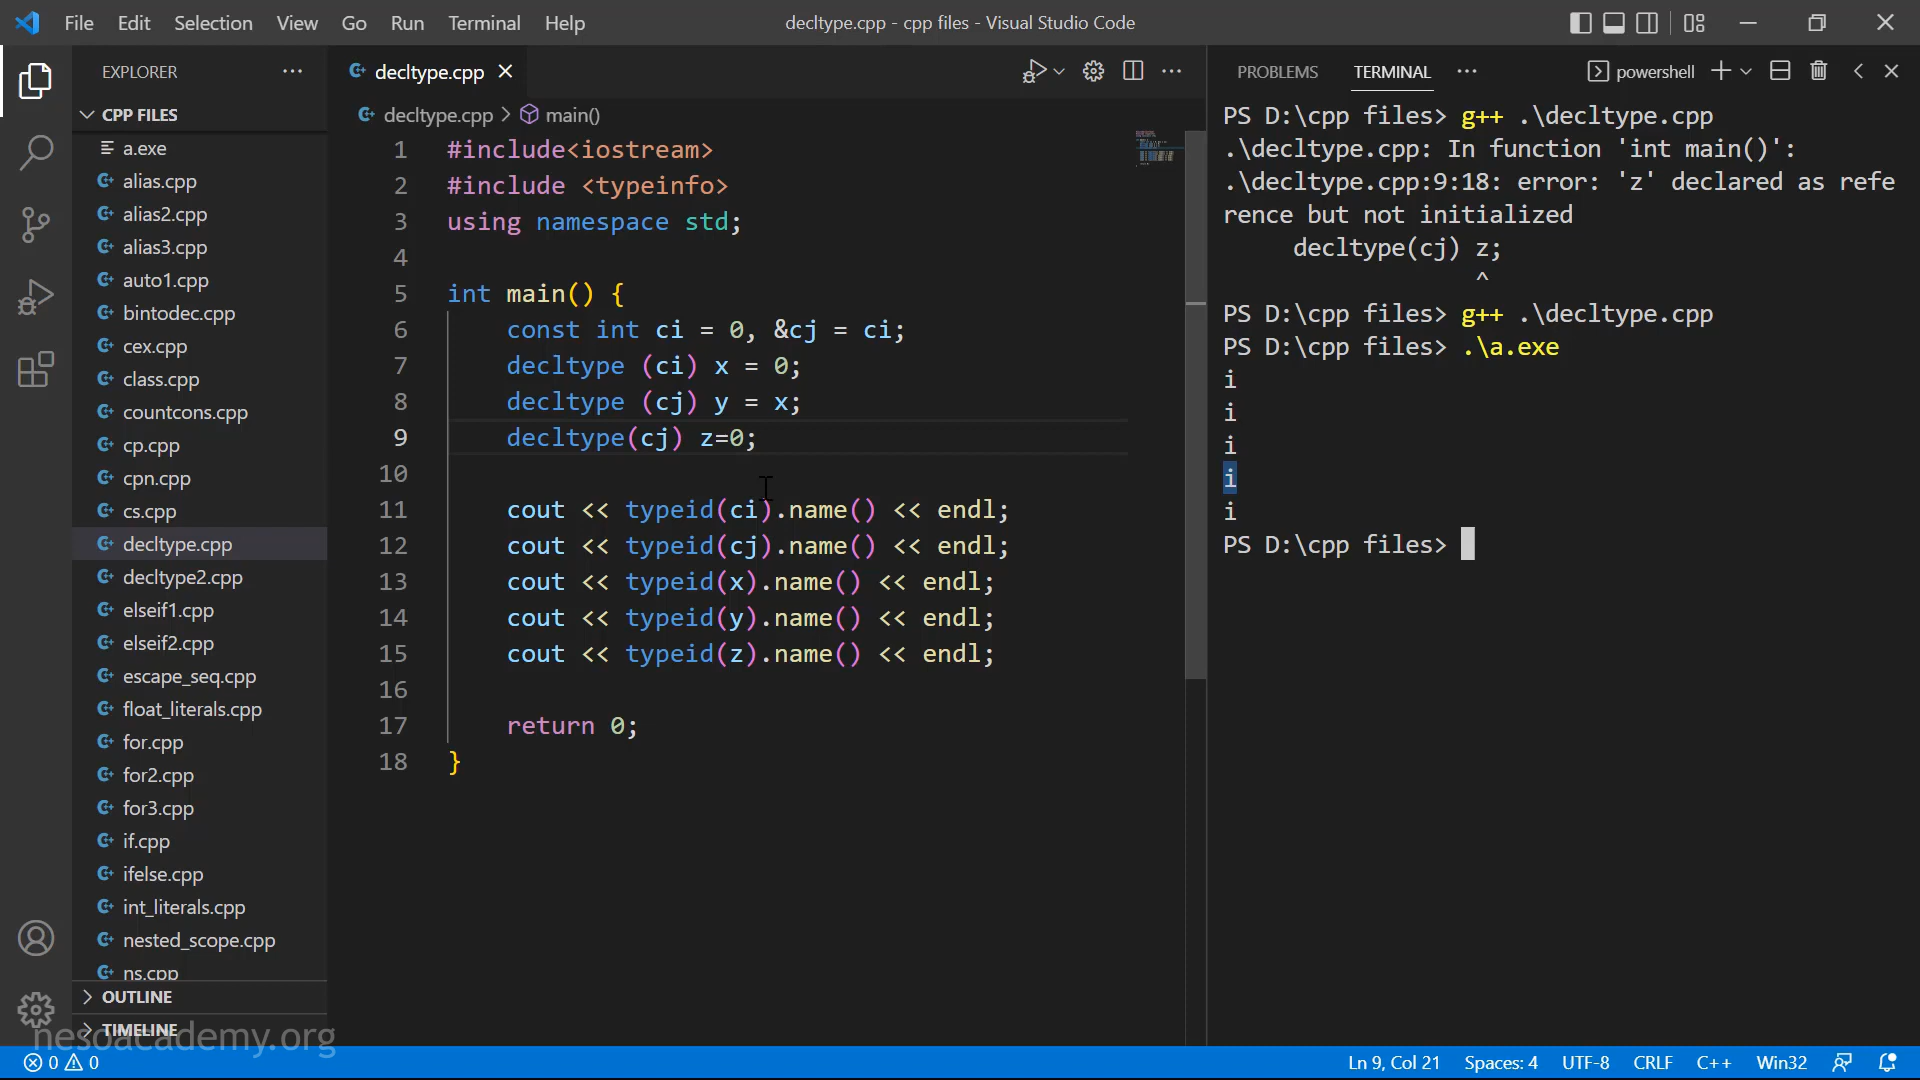 File Edit Selection View Go Run Terminal Help
decltype.cpp - cpp files - Visual Studio Code
EXPLORER
CPP FILES
a.exe
alias.cpp
alias2.cpp
alias3.cpp
auto1.cpp
bintodec.cpp
cex.cpp
class.cpp
countcons.cpp
cp.cpp
cpn.cpp
cs.cpp
decltype.cpp
decltype2.cpp
elseif1.cpp
elseif2.cpp
escape_seq.cpp
float_literals.cpp
for.cpp
for2.cpp
for3.cpp
if.cpp
ifelse.cpp
int_literals.cpp
nested_scope.cpp
ns.cpp
OUTLINE
TIMELINE
nesoacademy.org
decltype.cpp
decltype.cpp > main()
1 #include<iostream>
2 #include <typeinfo>
3 using namespace std;
4
5 int main() {
6 const int ci = 0, &cj = ci;
7 decltype (ci) x = 0;
8 decltype (cj) y = x;
9 decltype(cj) z=0;
10
11 cout << typeid(ci).name() << endl;
12 cout << typeid(cj).name() << endl;
13 cout << typeid(x).name() << endl;
14 cout << typeid(y).name() << endl;
15 cout << typeid(z).name() << endl;
16
17 return 0;
18 }
PROBLEMS TERMINAL powershell
PS D:\cpp files> g++ .\decltype.cpp
.\decltype.cpp: In function 'int main()':
.\decltype.cpp:9:18: error: 'z' declared as refe
rence but not initialized
decltype(cj) z;
^
PS D:\cpp files> g++ .\decltype.cpp
PS D:\cpp files> .\a.exe
i
i
i
i
i
PS D:\cpp files>
0 0
Ln 9, Col 21 Spaces: 4 UTF-8 CRLF C++ Win32